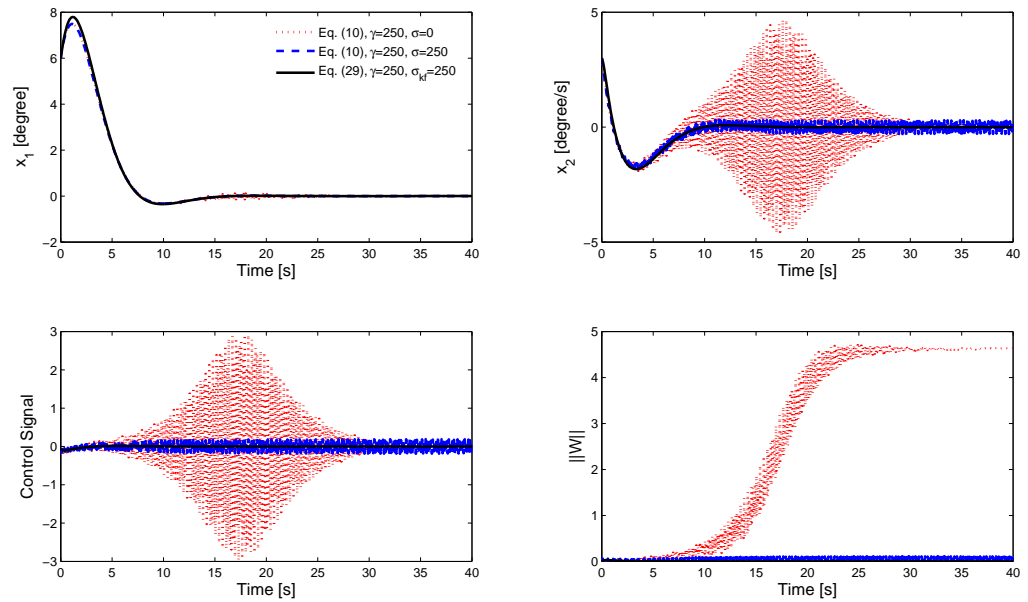 8
6
4
2
0
−2
0 5 10 15 20 25 30 35 40
Time [s]
x1 [degree]
Eq. (10), γ=250, σ=0
Eq. (10), γ=250, σ=250
Eq. (29), γ=250, σkf=250
5
0
−5
0 5 10 15 20 25 30 35 40
Time [s]
x2 [degree/s]
3
2
1
0
−1
−2
−3
0 5 10 15 20 25 30 35 40
Time [s]
Control Signal
5
4
3
2
1
0
0 5 10 15 20 25 30 35 40
Time [s]
||W||